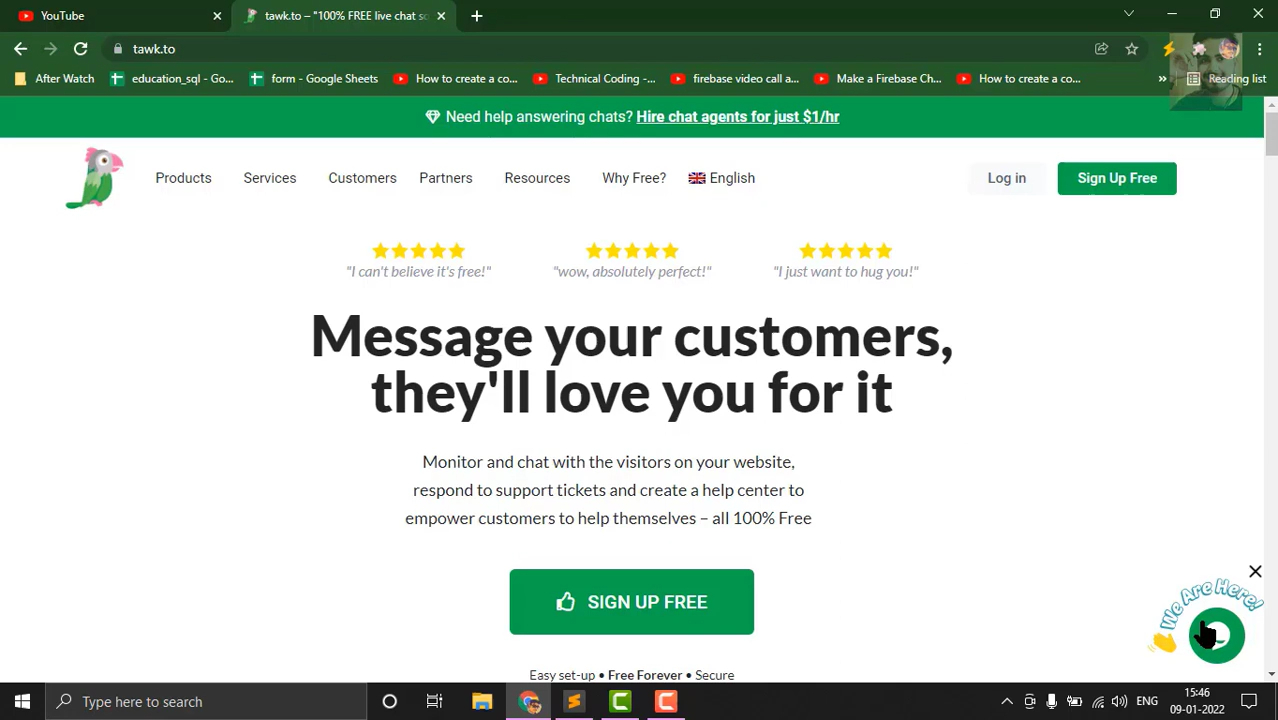 YouTube
tawk.to – "100% FREE live chat so
tawk.to
After Watch
education_sql - Go...
form - Google Sheets
How to create a co...
Technical Coding -...
firebase video call a...
Make a Firebase Ch...
How to create a co...
»
Reading list
Need help answering chats? Hire chat agents for just $1/hr
Products
Services
Customers
Partners
Resources
Why Free?
English
Log in
Sign Up Free
"I can't believe it's free!"
"wow, absolutely perfect!"
"I just want to hug you!"
Message your customers,
they'll love you for it
Monitor and chat with the visitors on your website,
respond to support tickets and create a help center to
empower customers to help themselves – all 100% Free
SIGN UP FREE
We Are Here!
Easy set-up • Free Forever • Secure
Type here to search
ENG
15:46
09-01-2022